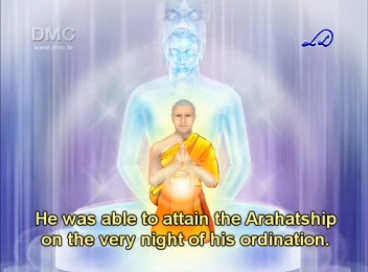 DMC
www.dmc.tv
He was able to attain the Arahatship
on the very night of his ordination.